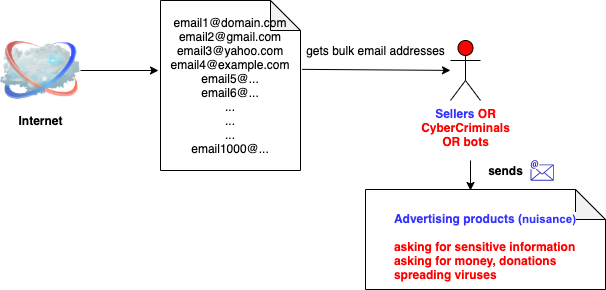 email1@domain.com
email2@gmail.com
email3@yahoo.com
email4@example.com
email5@...
email6@...
...
...
...
email1000@...
Internet
gets bulk email addresses
Sellers OR
CyberCriminals
OR bots
sends @
Advertising products (nuisance)
asking for sensitive information
asking for money, donations
spreading viruses